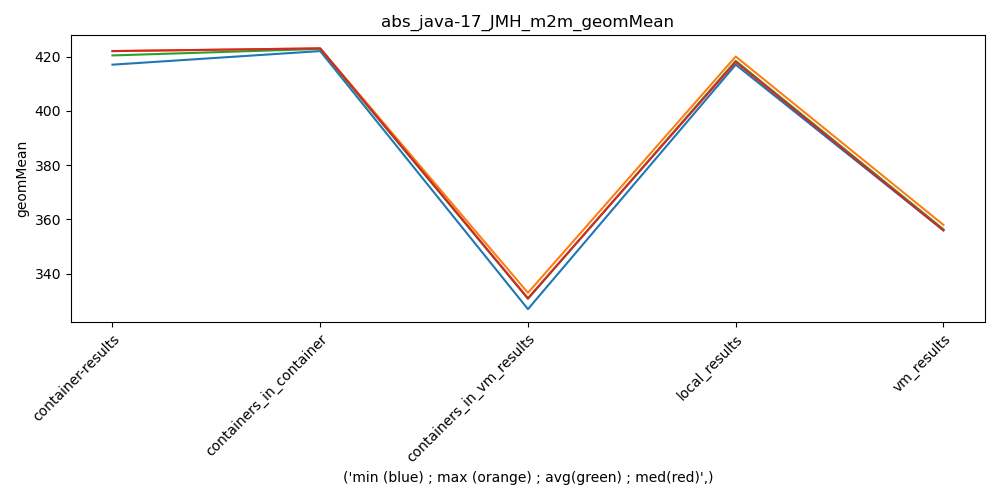 abs_java-17_JMH_m2m_geomMean
geomMean
420
400
380
360
340
container-results
containers_in_container
containers_in_vm_results
local_results
vm_results
('min (blue) ; max (orange) ; avg(green) ; med(red)',)